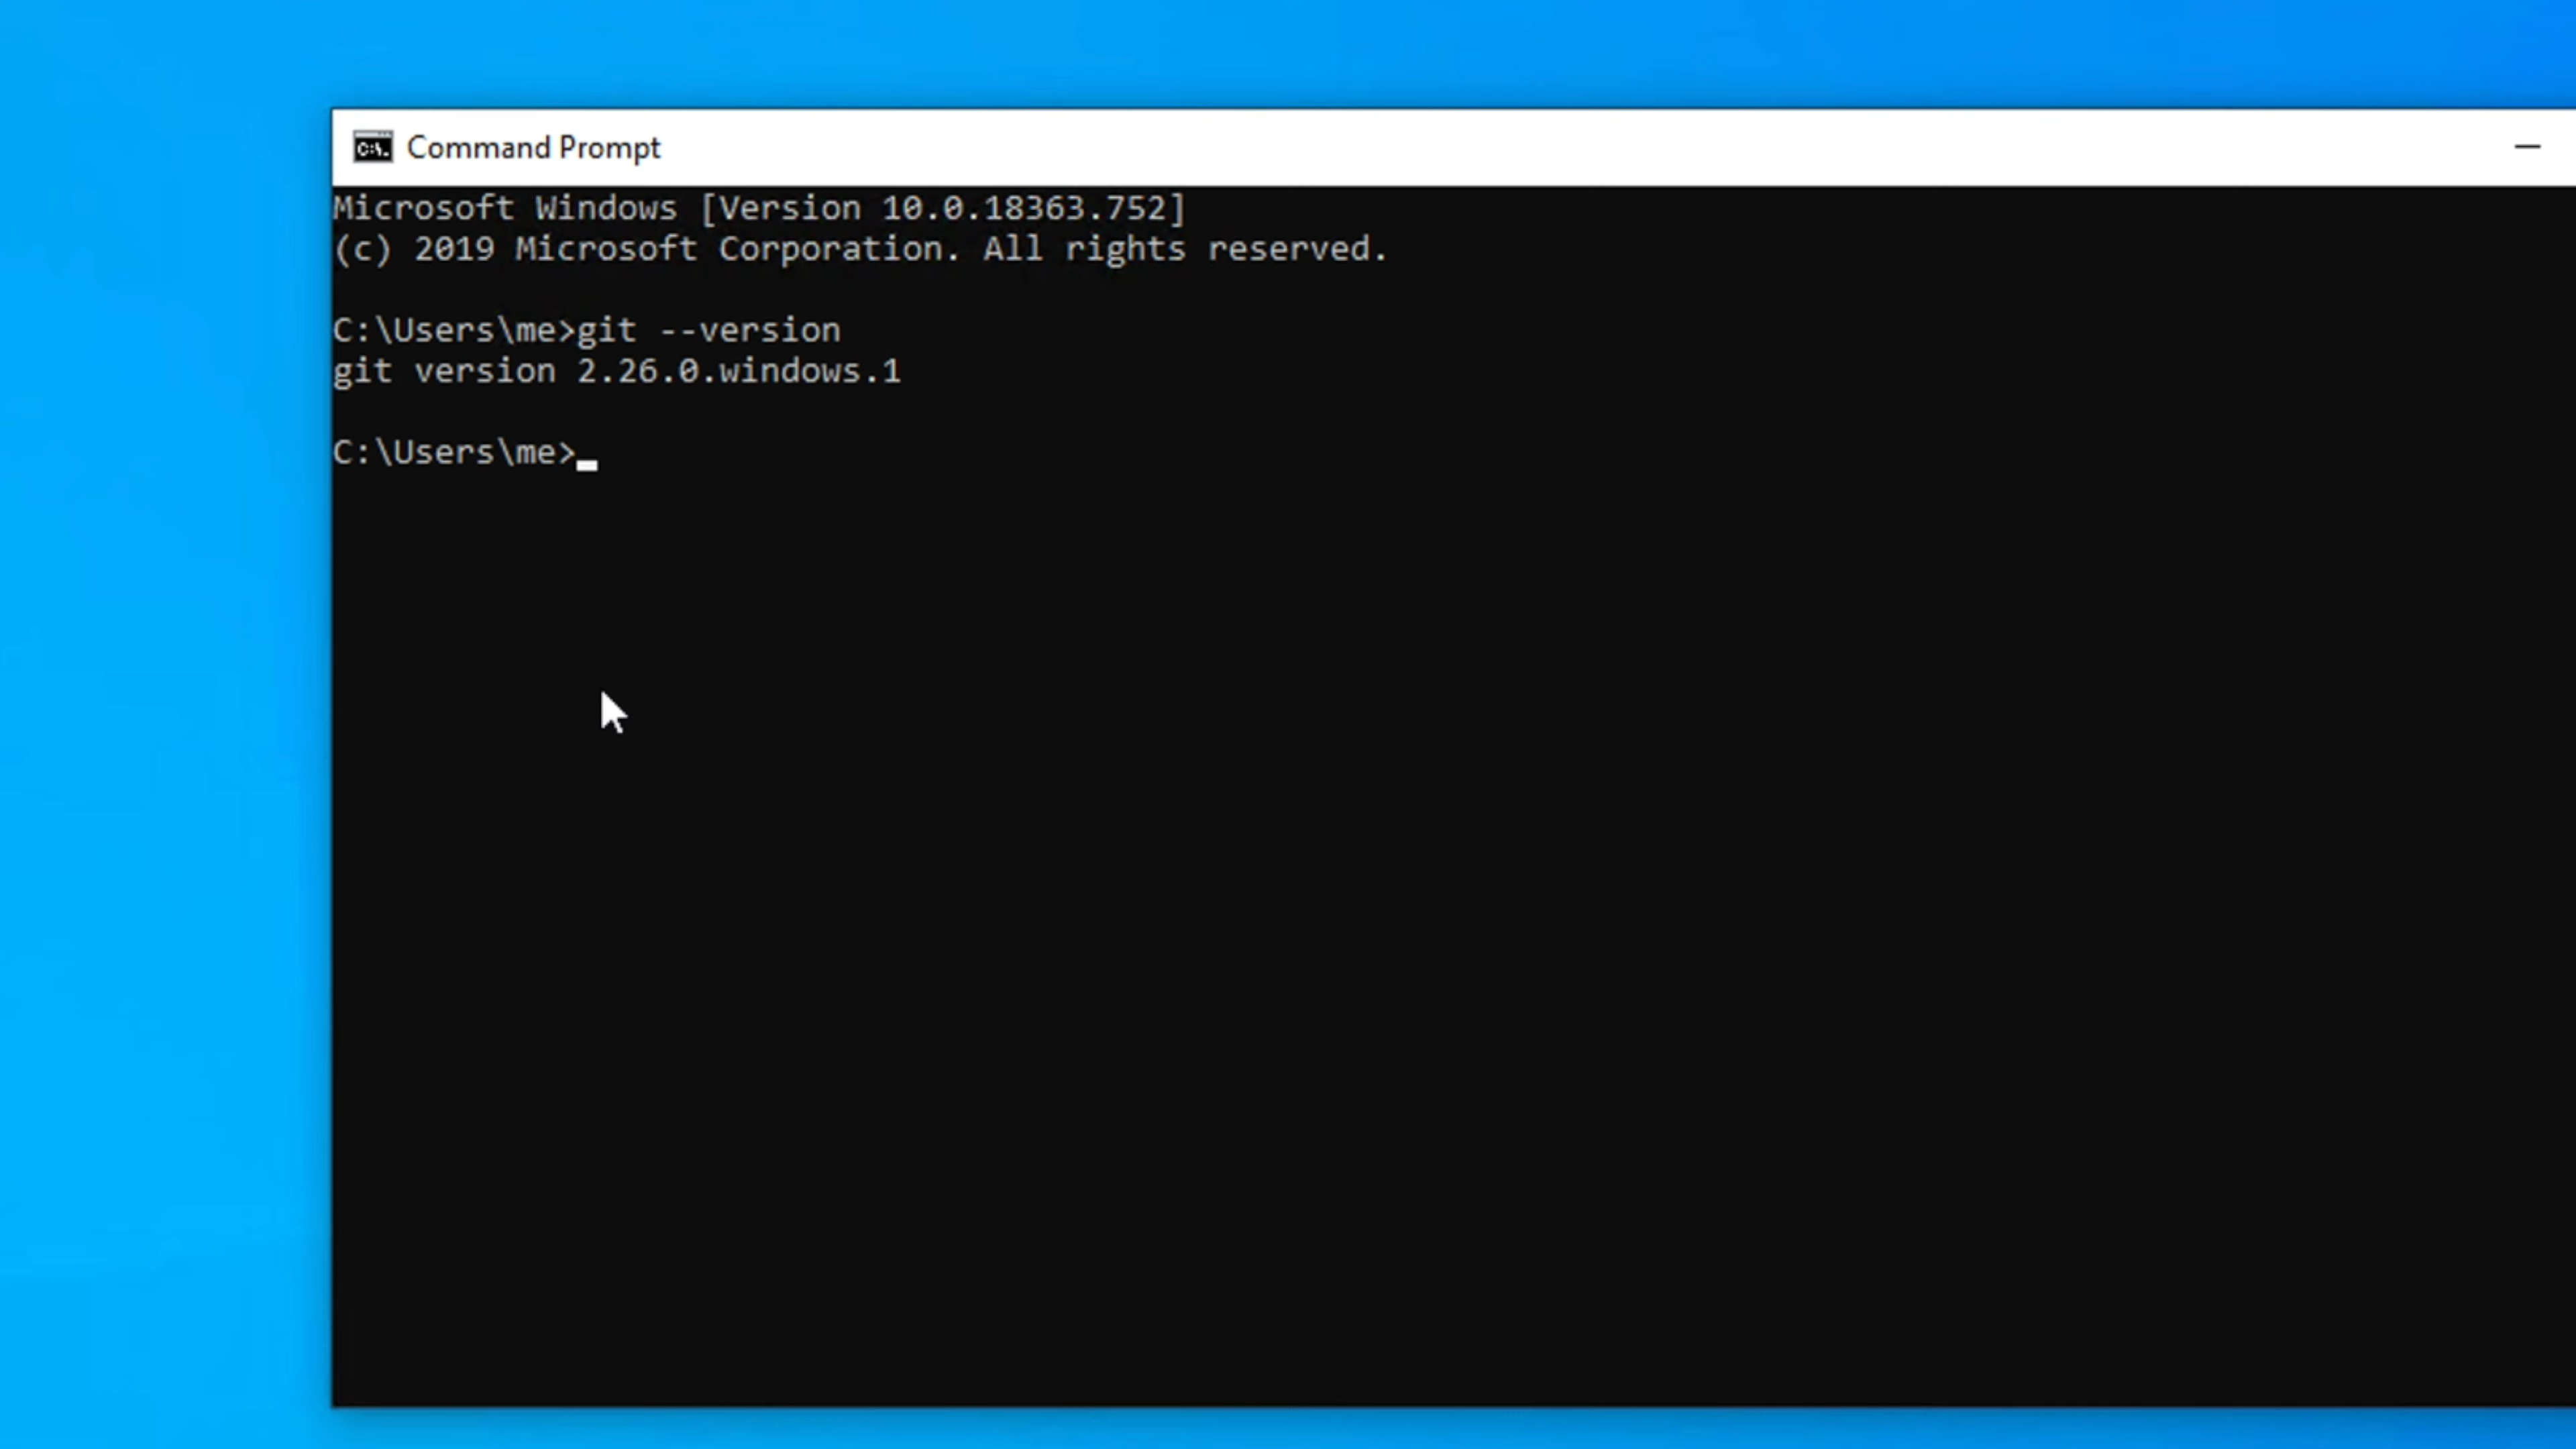 Command Prompt
Microsoft Windows [Version 10.0.18363.752]
(c) 2019 Microsoft Corporation. All rights reserved.
C:\Users\me>git --version
git version 2.26.0.windows.1
C:\Users\me>